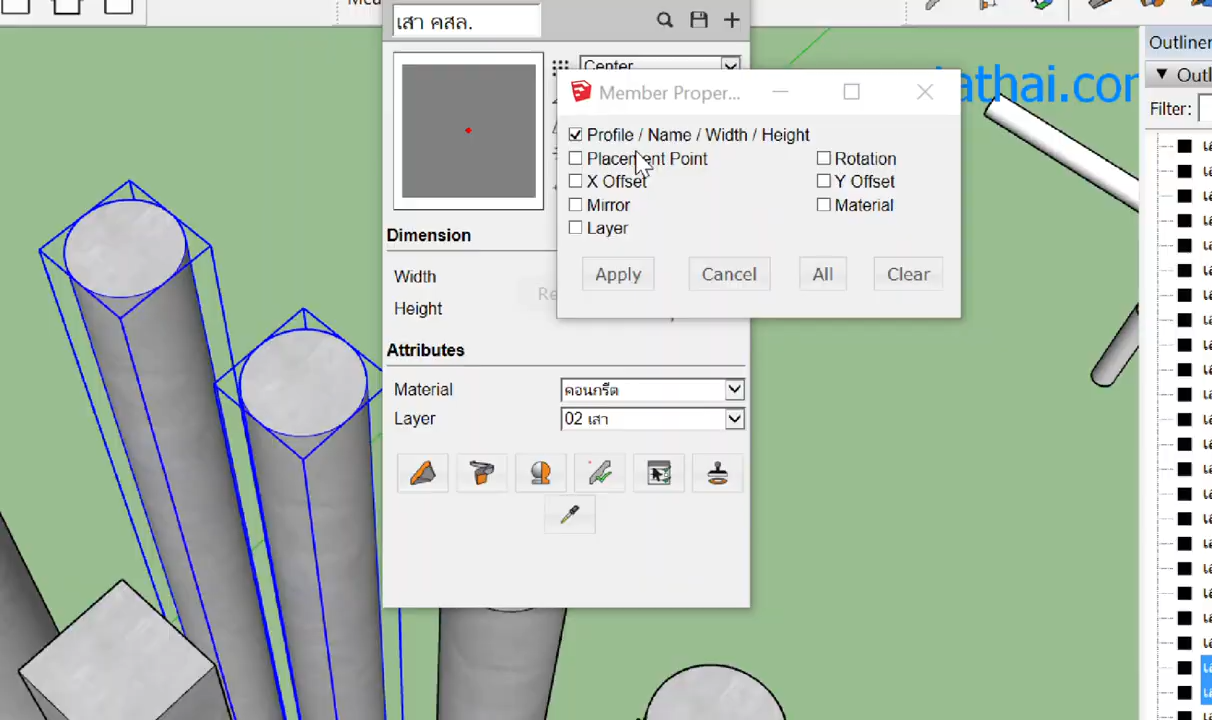 เสา คสล.
Center
athai.com
Outliner
Member Proper...
Filter:
Profile / Name / Width / Height
Placement Point
Rotation
X Offset
Y Offset
Mirror
Material
Layer
Dimension
Width
Apply
Cancel
All
Clear
Height
Attributes
Material
คอนกรีต
Layer
02 เสา